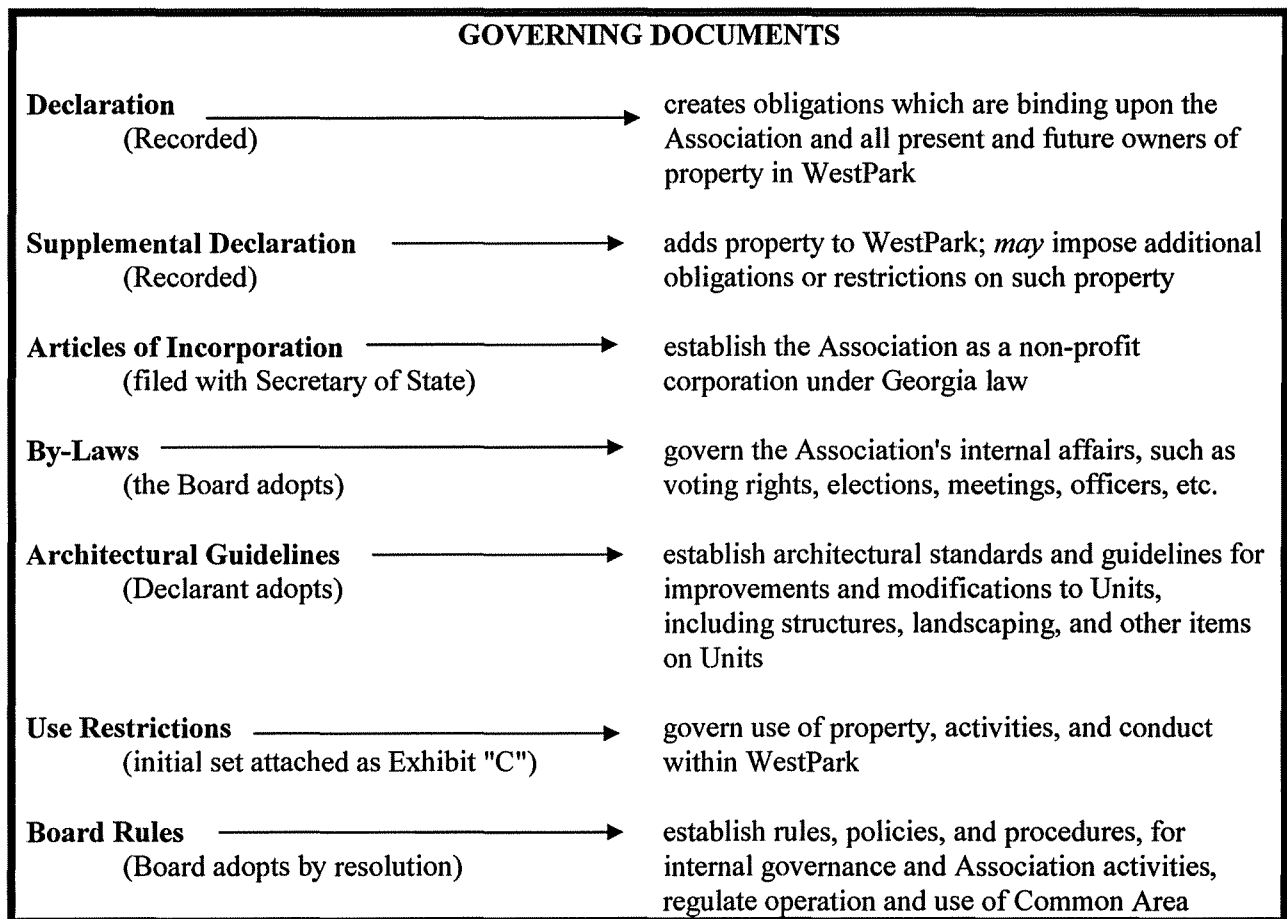 GOVERNING DOCUMENTS
Declaration
(Recorded)
creates obligations which are binding upon the
Association and all present and future owners of
property in WestPark
Supplemental Declaration
(Recorded)
adds property to WestPark; may impose additional
obligations or restrictions on such property
Articles of Incorporation
(filed with Secretary of State)
establish the Association as a non-profit
corporation under Georgia law
By-Laws
(the Board adopts)
govern the Association's internal affairs, such as
voting rights, elections, meetings, officers, etc.
Architectural Guidelines
(Declarant adopts)
establish architectural standards and guidelines for
improvements and modifications to Units,
including structures, landscaping, and other items
on Units
Use Restrictions
(initial set attached as Exhibit "C")
govern use of property, activities, and conduct
within WestPark
Board Rules
(Board adopts by resolution)
establish rules, policies, and procedures, for
internal governance and Association activities,
regulate operation and use of Common Area